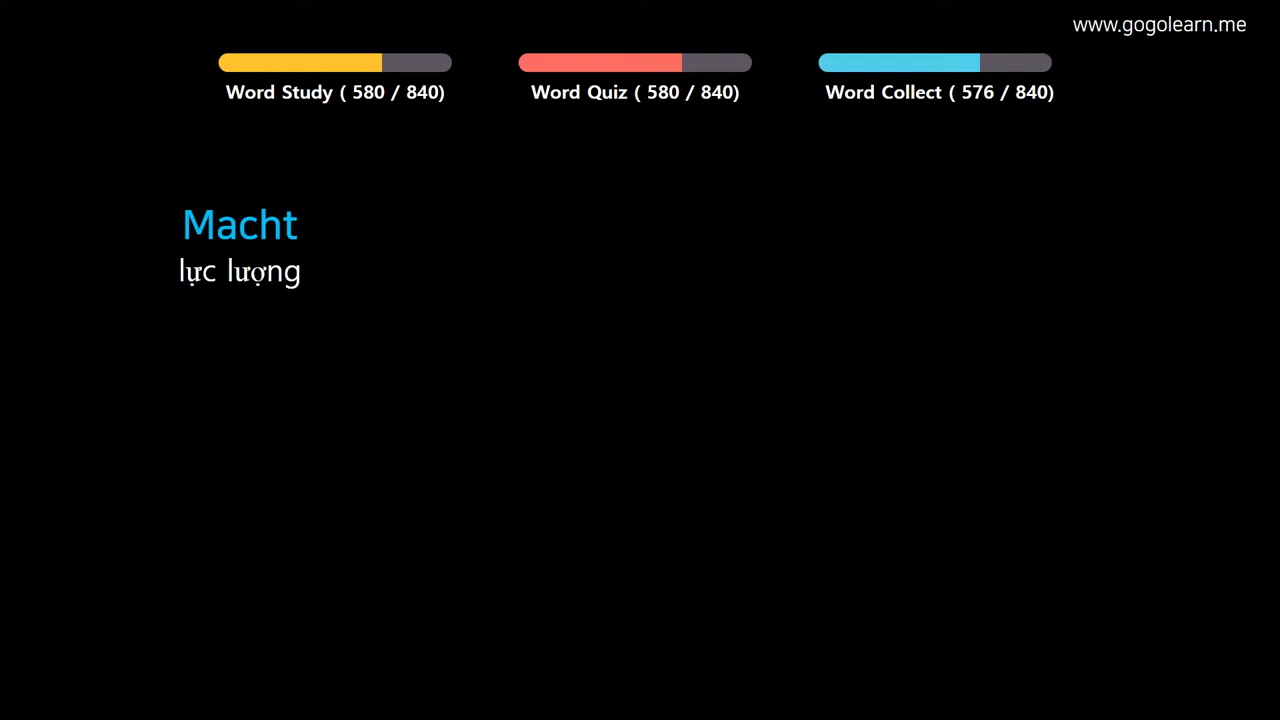 www.gogolearn.me
Word Study ( 580 / 840)
Word Quiz ( 580 / 840)
Word Collect ( 576 / 840)
Macht
lực lượng